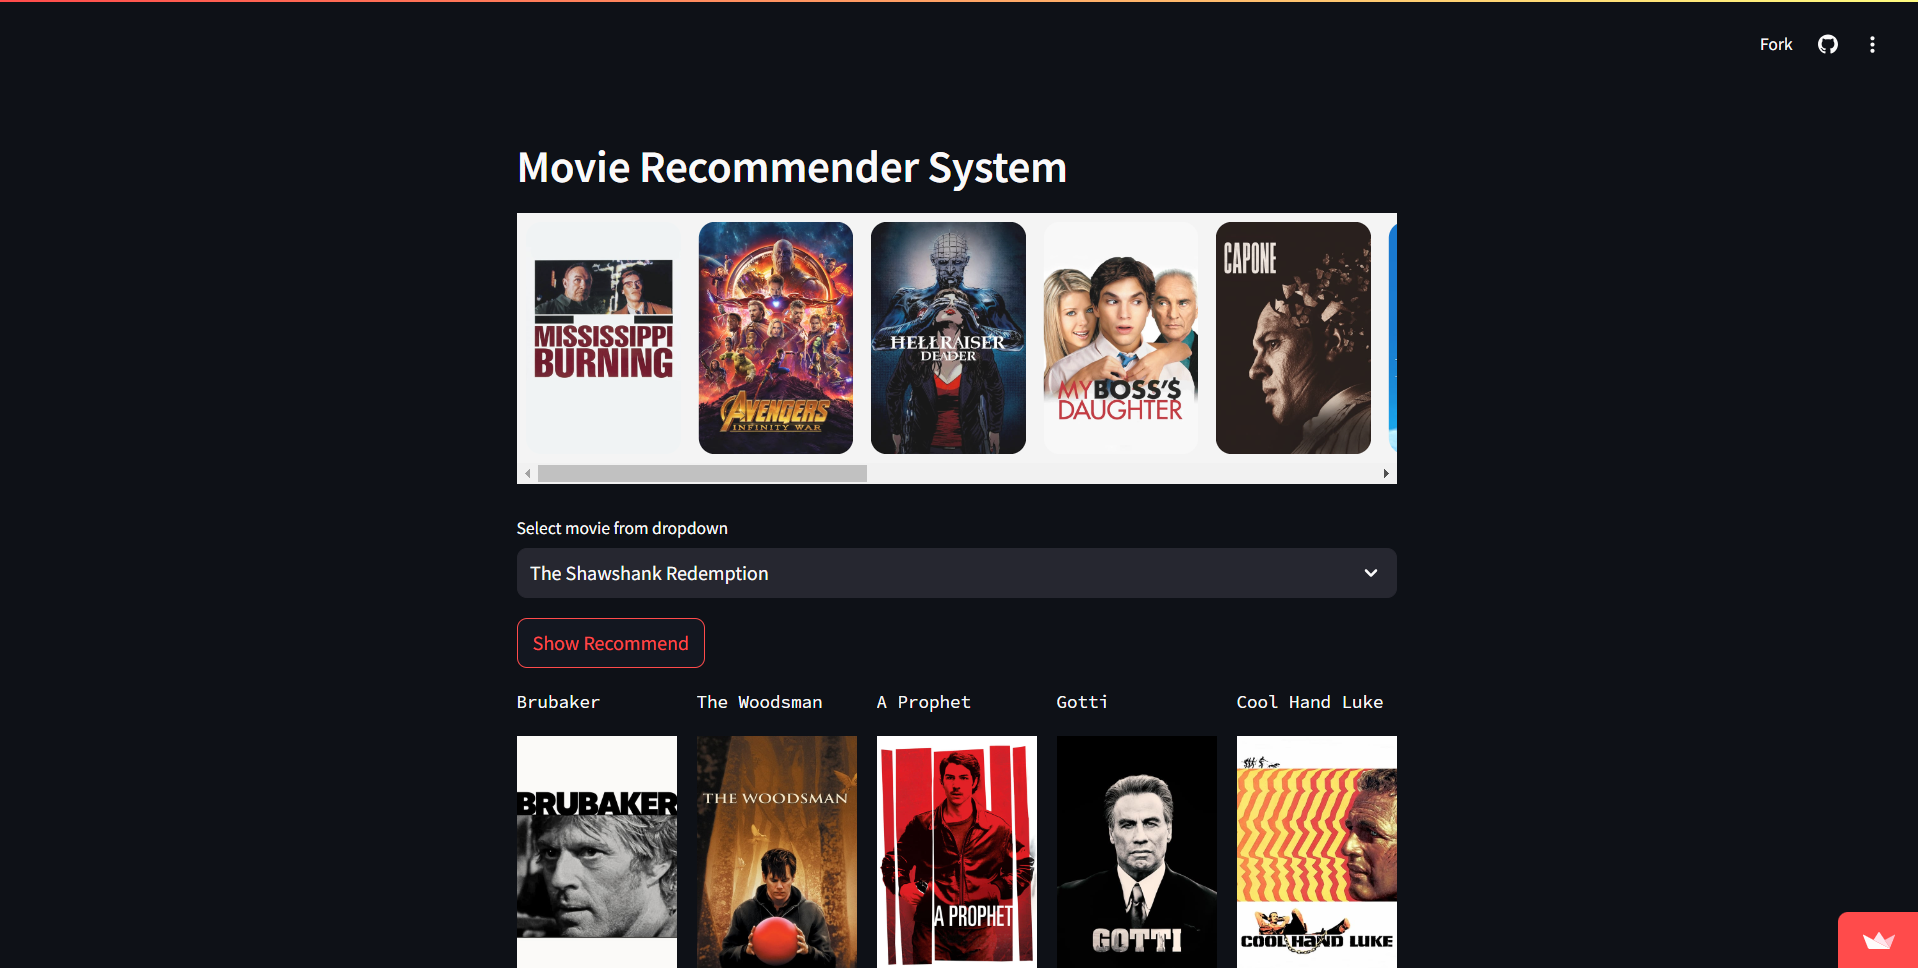 Fork
Movie Recommender System
MISSISSIPPI
BURNING
AVENGERS
INFINITY WAR
HELLRAISER
DEADER
MY BOSS'$
DAUGHTER
CAPONE
Select movie from dropdown
The Shawshank Redemption
Show Recommend
Brubaker
The Woodsman
A Prophet
Gotti
Cool Hand Luke
BRUBAKER
THE WOODSMAN
A PROPHET
GOTTI
COOL HAND LUKE